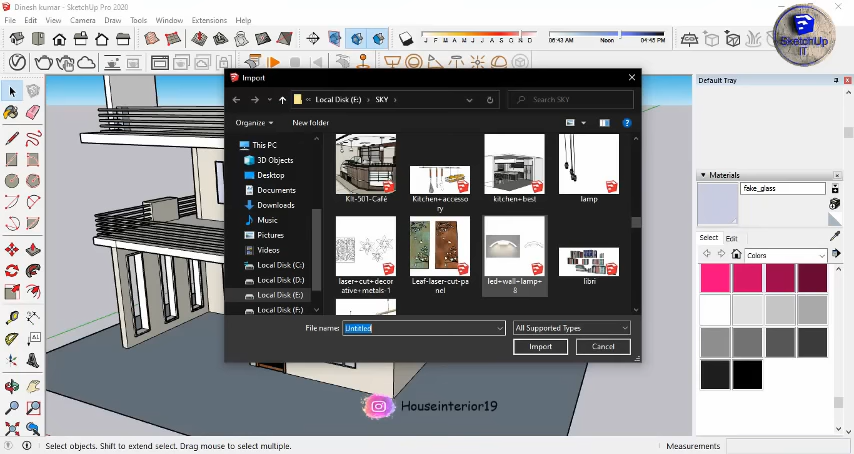 Dinesh kumar - SketchUp Pro 2020
File Edit View Camera Draw Tools Window Extensions Help
J F M A M J J A S O N D
06:43 AM Noon 04:45 PM
SketchUp
IT
Import
« Local Disk (E:) › SKY ›
Search SKY
Organize
New folder
This PC
3D Objects
Desktop
Documents
Downloads
Music
Pictures
Videos
Local Disk (C:)
Local Disk (D:)
Local Disk (E:)
Local Disk (F:)
Kit-501-Café
Kitchen+accesso
ry
kitchen+best
lamp
laser+cut+decor
ative+metals-1
Leaf-laser-cut-pa
nel
led+wall+lamp+
8
libri
File name: Untitled
All Supported Types
Import
Cancel
Default Tray
Materials
fake_glass
Select Edit
Colors
Houseinterior19
Select objects. Shift to extend select. Drag mouse to select multiple.
Measurements